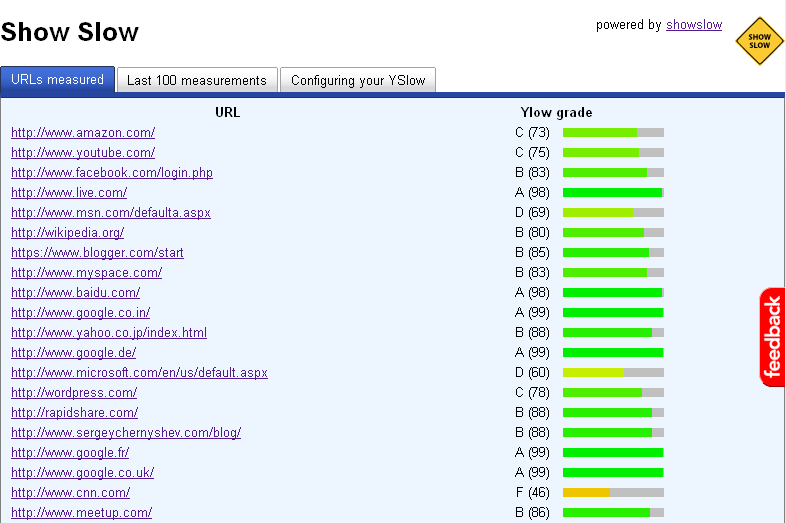 Show Slow
powered by showslow
SHOW
SLOW
URLs measured
Last 100 measurements
Configuring your YSlow
URL Ylow grade
http://www.amazon.com/ C (73)
http://www.youtube.com/ C (75)
http://www.facebook.com/login.php B (83)
http://www.live.com/ A (98)
http://www.msn.com/defaulta.aspx D (69)
http://wikipedia.org/ B (80)
https://www.blogger.com/start B (85)
http://www.myspace.com/ B (83)
http://www.baidu.com/ A (98)
http://www.google.co.in/ A (99)
http://www.yahoo.co.jp/index.html B (88)
http://www.google.de/ A (99)
http://www.microsoft.com/en/us/default.aspx D (60)
http://wordpress.com/ C (78)
http://rapidshare.com/ B (88)
http://www.sergeychernyshev.com/blog/ B (88)
http://www.google.fr/ A (99)
http://www.google.co.uk/ A (99)
http://www.cnn.com/ F (46)
http://www.meetup.com/ B (86)
feedback